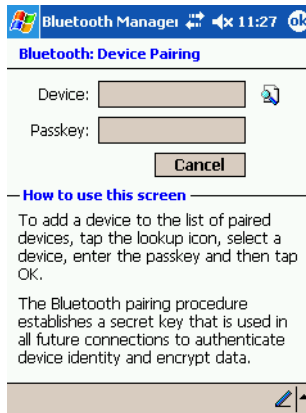 Bluetooth Manager 11:27 ok
Bluetooth: Device Pairing
Device:
Passkey:
Cancel
How to use this screen
To add a device to the list of paired
devices, tap the lookup icon, select a
device, enter the passkey and then tap
OK.
The Bluetooth pairing procedure
establishes a secret key that is used in
all future connections to authenticate
device identity and encrypt data.